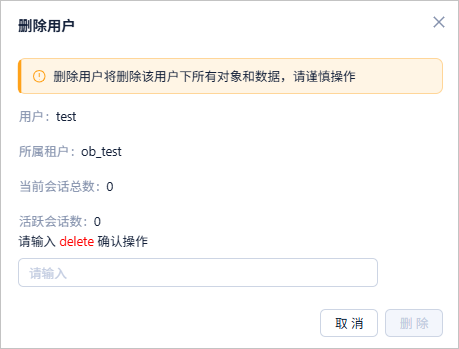 删除用户
删除用户将删除该用户下所有对象和数据，请谨慎操作
用户：test
所属租户：ob_test
当前会话总数：0
活跃会话数：0
请输入 delete 确认操作
请输入
取 消 删 除